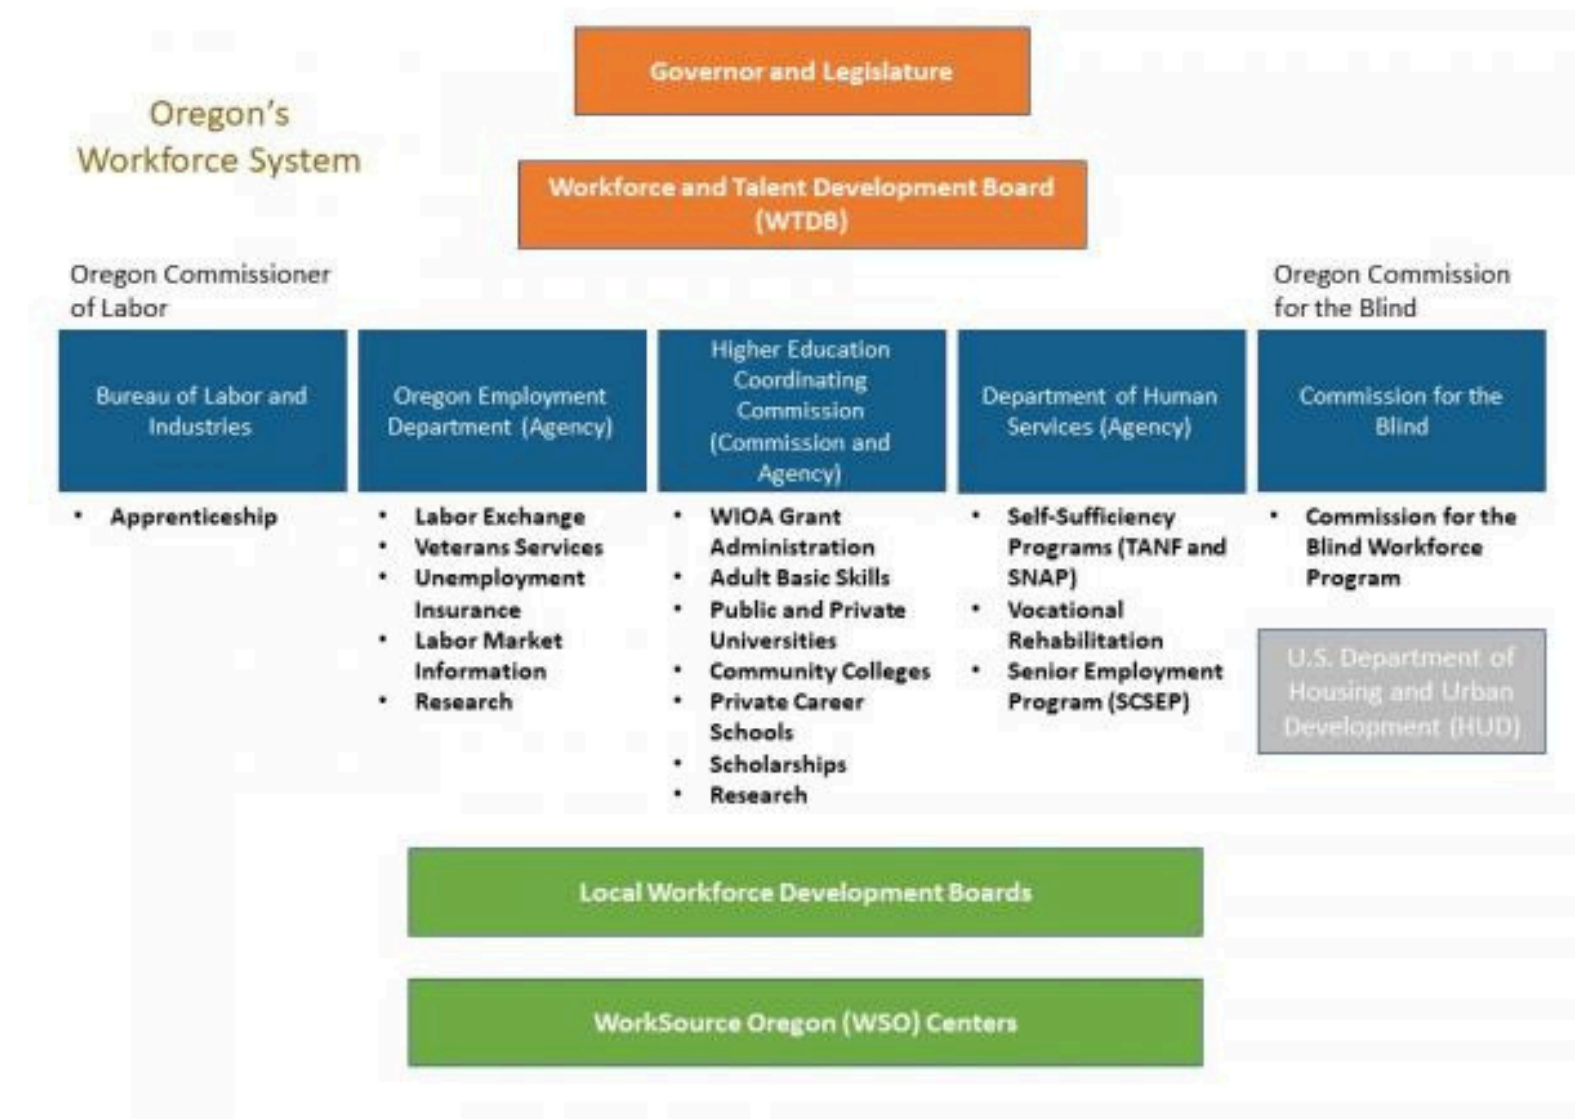 Governor and Legislature
Oregon's
Workforce System
Workforce and Talent Development Board
(WTDB)
Oregon Commissioner
of Labor
Oregon Commission
for the Blind
Bureau of Labor and
Industries
Oregon Employment
Department (Agency)
Higher Education
Coordinating
Commission
(Commission and
Agency)
Department of Human
Services (Agency)
Commission for the
Blind
• Apprenticeship
• Labor Exchange
• Veterans Services
• Unemployment
Insurance
• Labor Market
Information
• Research
• WIOA Grant
Administration
• Adult Basic Skills
• Public and Private
Universities
• Community Colleges
• Private Career
Schools
• Scholarships
• Research
• Self-Sufficiency
Programs (TANF and
SNAP)
• Vocational
Rehabilitation
• Senior Employment
Program (SCSEP)
• Commission for the
Blind Workforce
Program
U.S. Department of
Housing and Urban
Development (HUD)
Local Workforce Development Boards
WorkSource Oregon (WSO) Centers